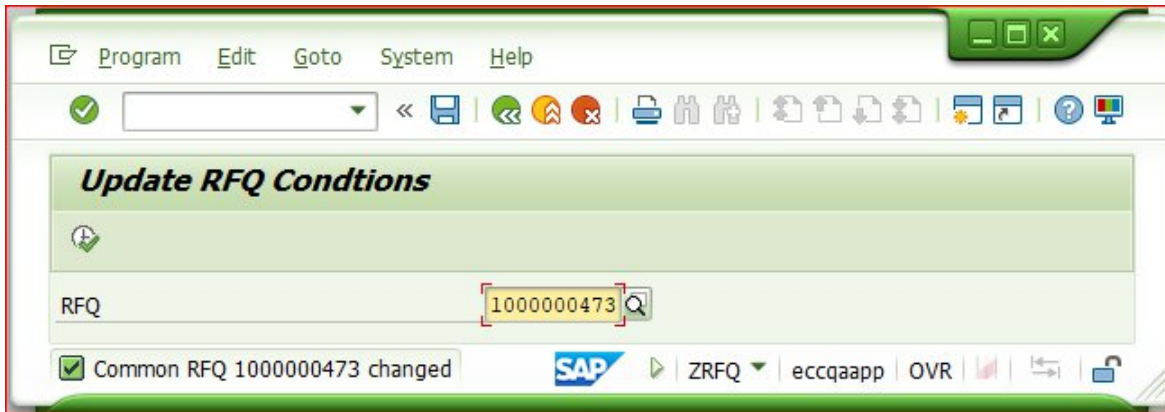 Program Edit Goto System Help
Update RFQ Condtions
RFQ 1000000473
Common RFQ 1000000473 changed SAP ZRFQ eccqaapp OVR